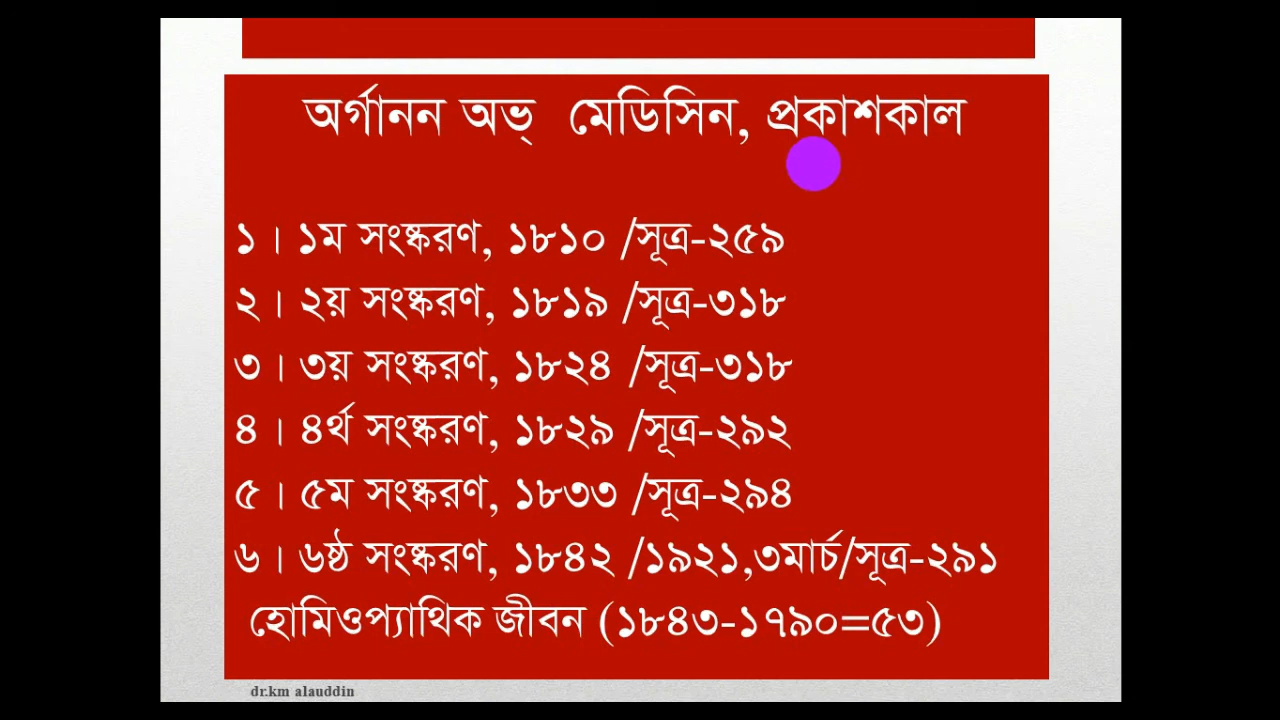 অর্গানন অভ্ মেডিসিন, প্রকাশকাল
১। ১ম সংষ্করণ, ১৮১০ /সূত্র-২৫৯
২। ২য় সংষ্করণ, ১৮১৯ /সূত্র-৩১৮
৩। ৩য় সংষ্করণ, ১৮২৪ /সূত্র-৩১৮
৪। ৪র্থ সংষ্করণ, ১৮২৯ /সূত্র-২৯২
৫। ৫ম সংষ্করণ, ১৮৩৩ /সূত্র-২৯৪
৬। ৬ষ্ঠ সংষ্করণ, ১৮৪২ /১৯২১,৩মার্চ/সূত্র-২৯১
হোমিওপ্যাথিক জীবন (১৮৪৩-১৭৯০=৫৩)
dr.km alauddin